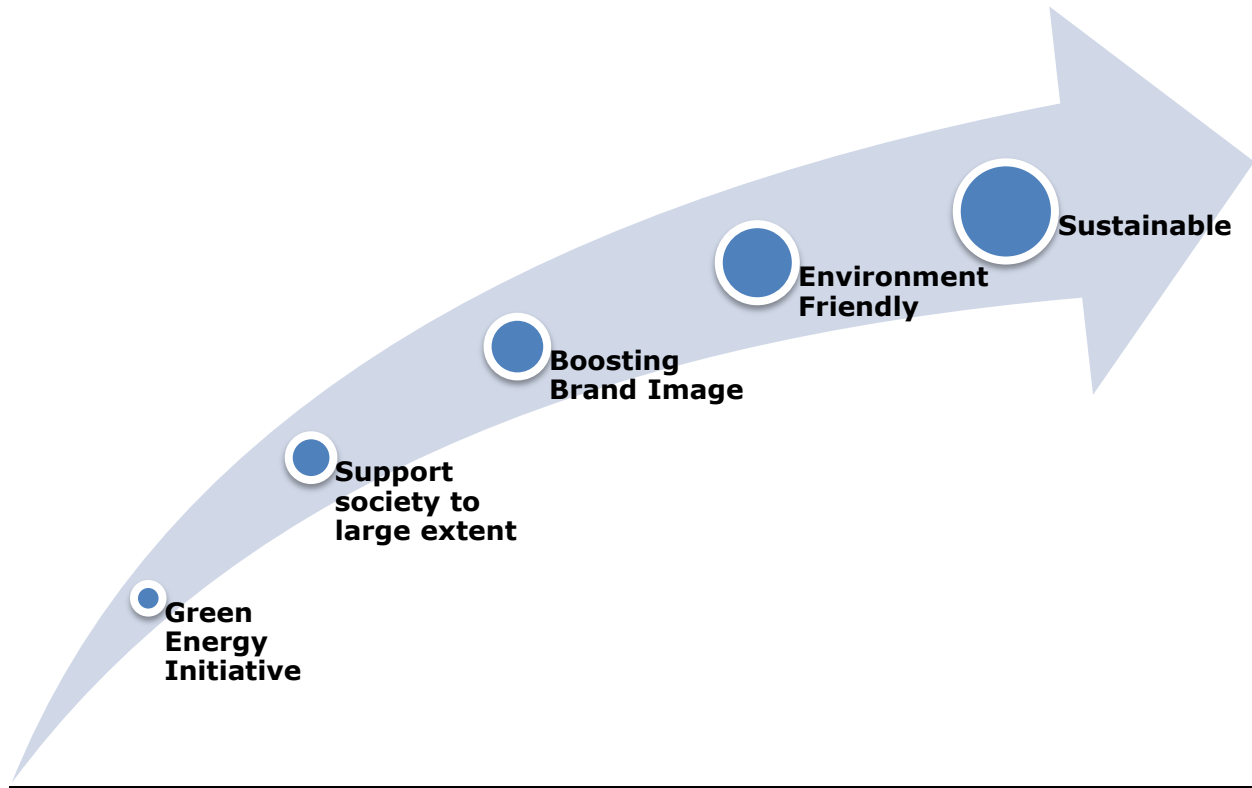 Green
Energy
Initiative
Support
society to
large extent
Boosting
Brand Image
Environment
Friendly
Sustainable